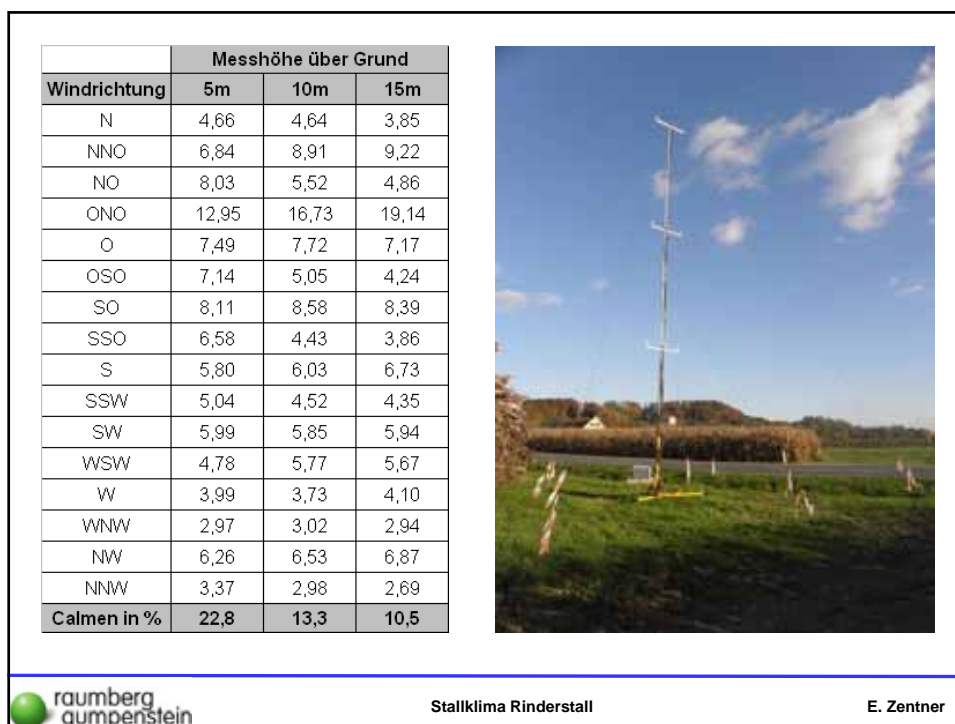 Messhöhe über Grund
Windrichtung 5m 10m 15m
N 4,66 4,64 3,85
NNO 6,84 8,91 9,22
NO 8,03 5,52 4,86
ONO 12,95 16,73 19,14
O 7,49 7,72 7,17
OSO 7,14 5,05 4,24
SO 8,11 8,58 8,39
SSO 6,58 4,43 3,86
S 5,80 6,03 6,73
SSW 5,04 4,52 4,35
SW 5,99 5,85 5,94
WSW 4,78 5,77 5,67
W 3,99 3,73 4,10
WNW 2,97 3,02 2,94
NW 6,26 6,53 6,87
NNW 3,37 2,98 2,69
Calmen in % 22,8 13,3 10,5
raumberg
gumpenstein
Stallklima Rinderstall
E. Zentner